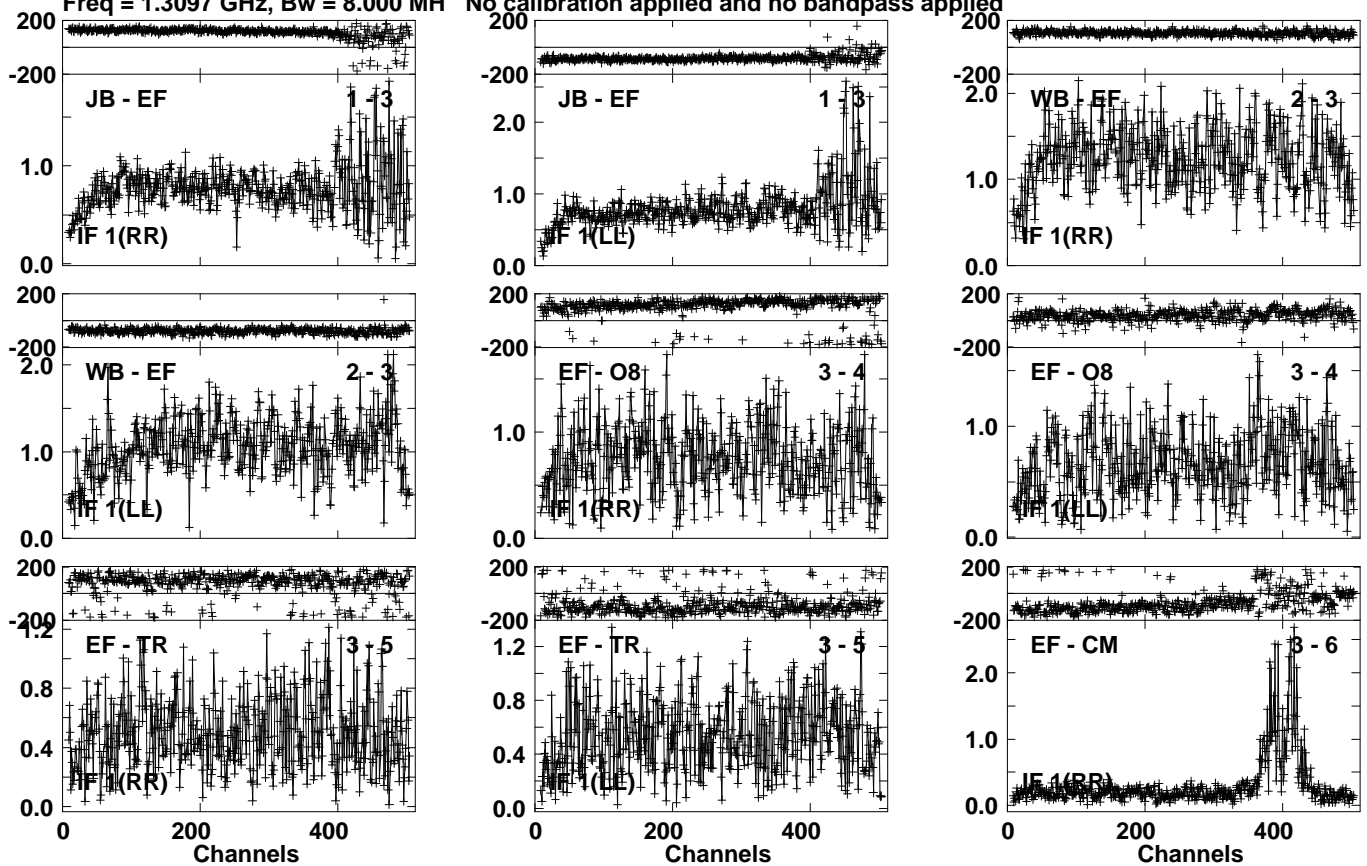 Freq = 1.3097 GHz, Bw = 8.000 MH No calibration applied and no bandpass applied
200
-200
JB - EF 1 - 3
1.0
0.0
IF 1(RR)
200
-200
JB - EF 1 - 3
2.0
1.0
0.0
IF 1(LL)
200
-200
WB - EF 2 - 3
2.0
1.0
0.0
IF 1(RR)
200
-200
WB - EF 2 - 3
2.0
1.0
0.0
IF 1(LL)
200
-200
EF - O8 3 - 4
1.0
0.0
IF 1(RR)
200
-200
EF - O8 3 - 4
1.0
0.0
IF 1(LL)
200
-200
EF - TR 3 - 5
1.2
0.8
0.4
0.0
IF 1(RR)
0 200 400
Channels
200
-200
EF - TR 3 - 5
1.2
0.8
0.4
0.0
IF 1(LL)
0 200 400
Channels
200
-200
EF - CM 3 - 6
2.0
1.0
0.0
IF 1(RR)
0 200 400
Channels